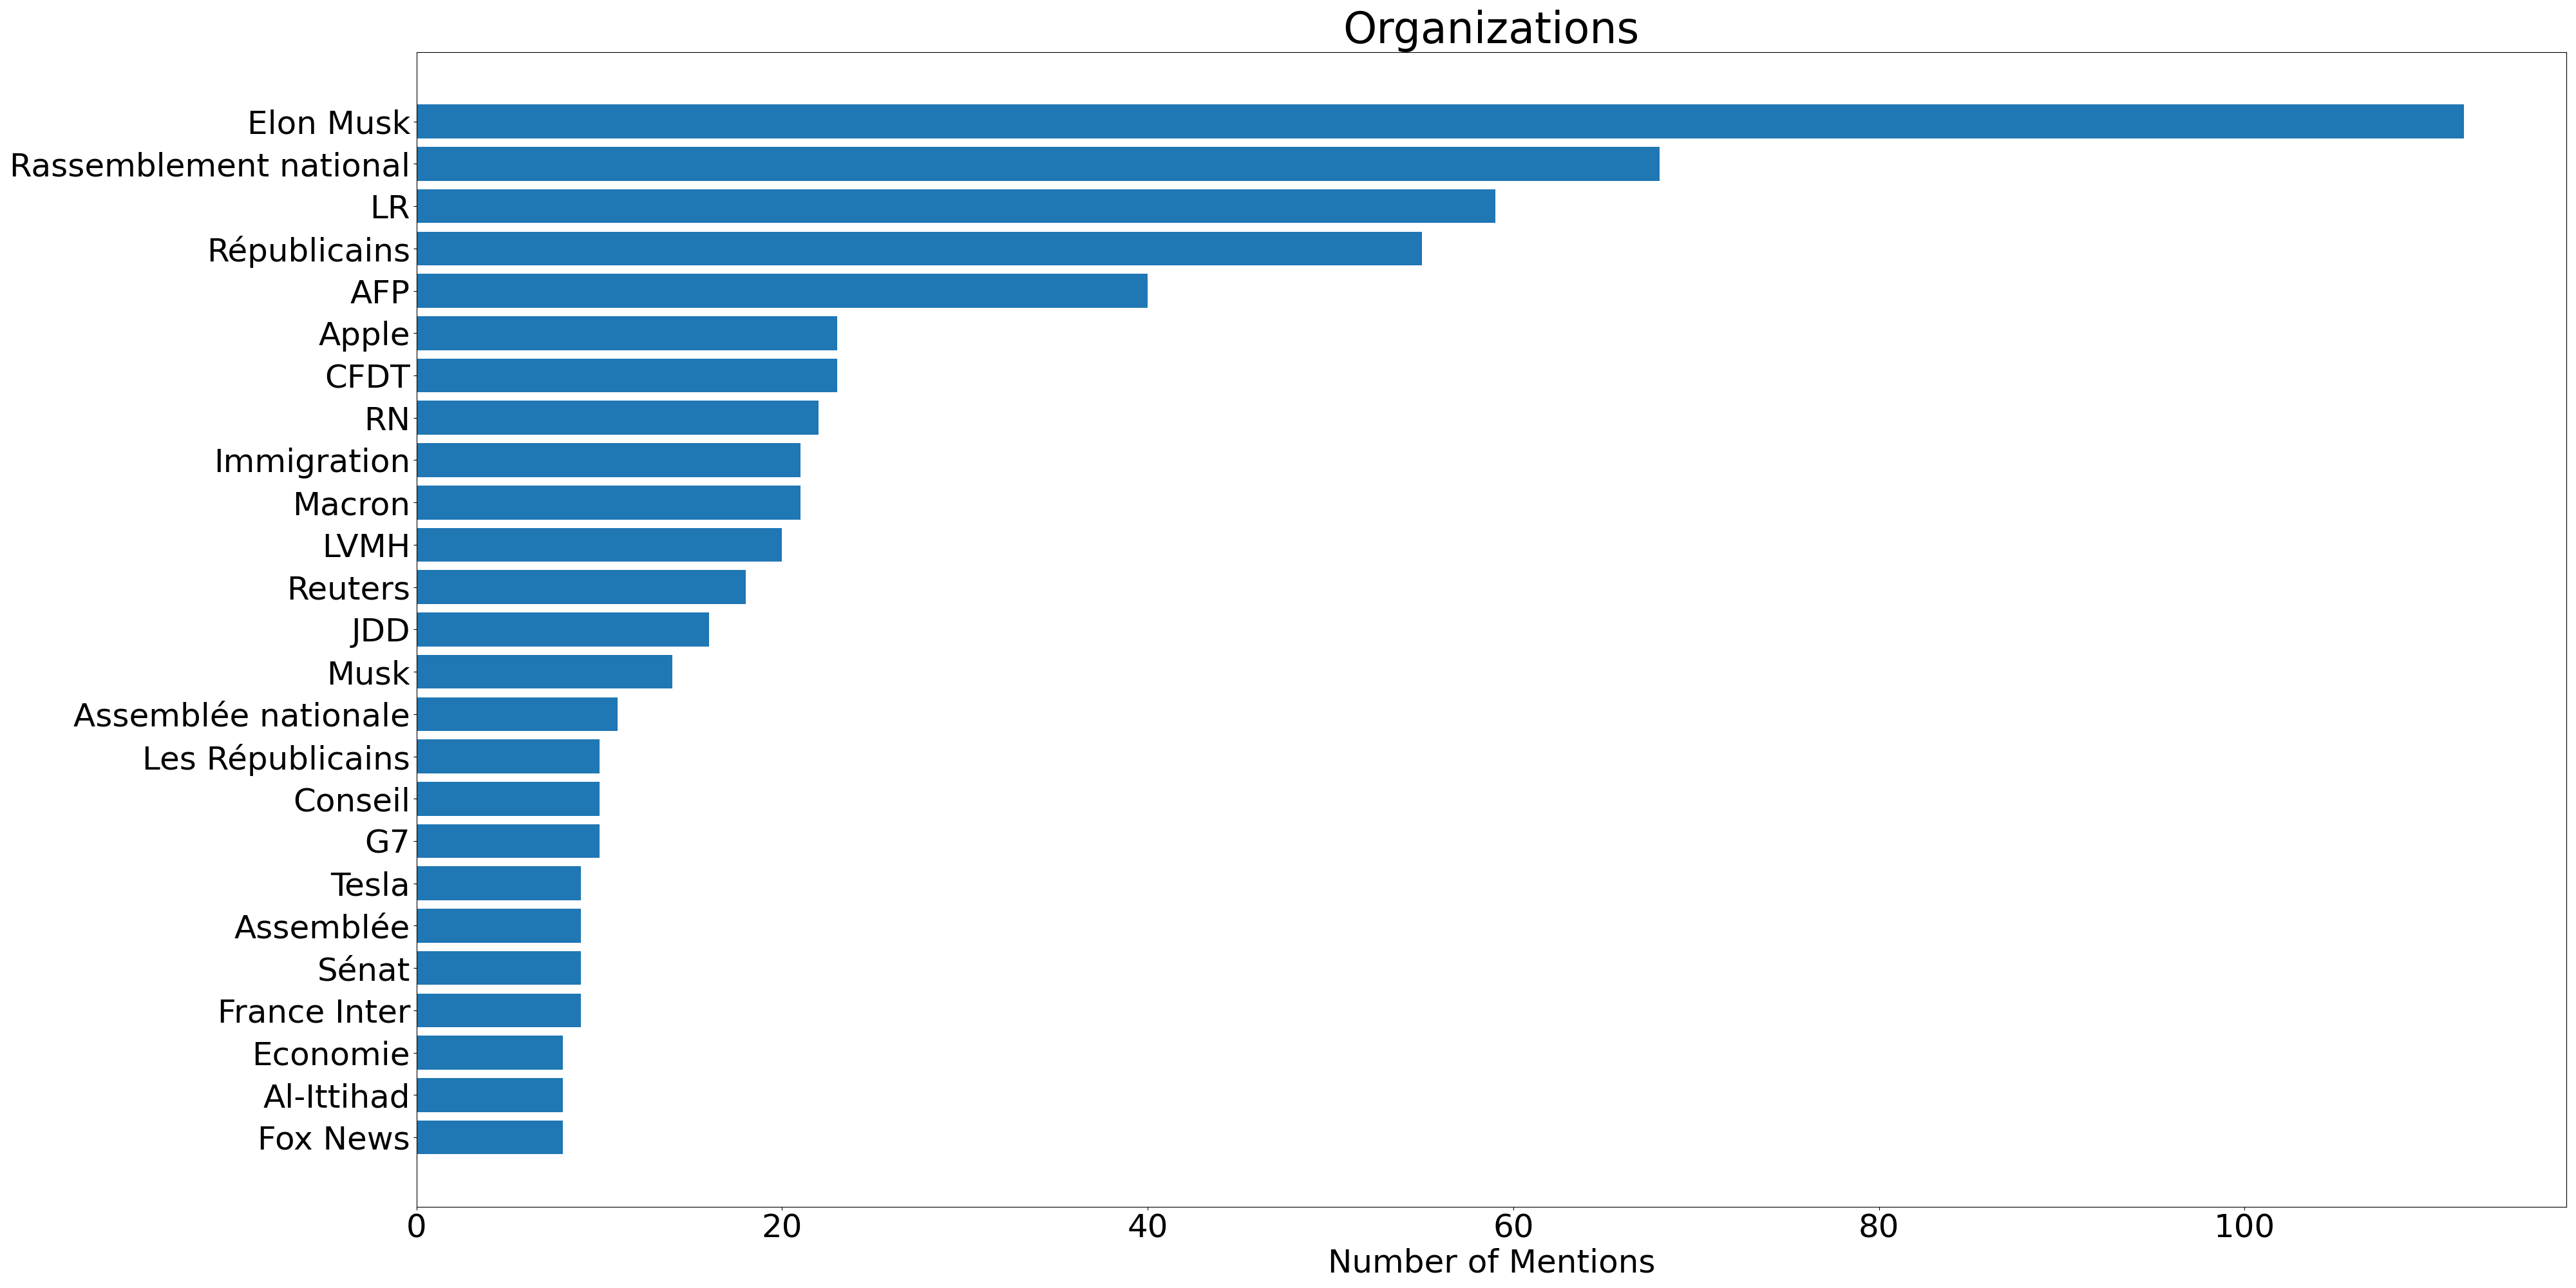 Organizations
Elon Musk
Rassemblement national
LR
Républicains
AFP
Apple
CFDT
RN
Immigration
Macron
LVMH
Reuters
JDD
Musk
Assemblée nationale
Les Républicains
Conseil
G7
Tesla
Assemblée
Sénat
France Inter
Economie
Al-Ittihad
Fox News
0 20 40 60 80 100
Number of Mentions